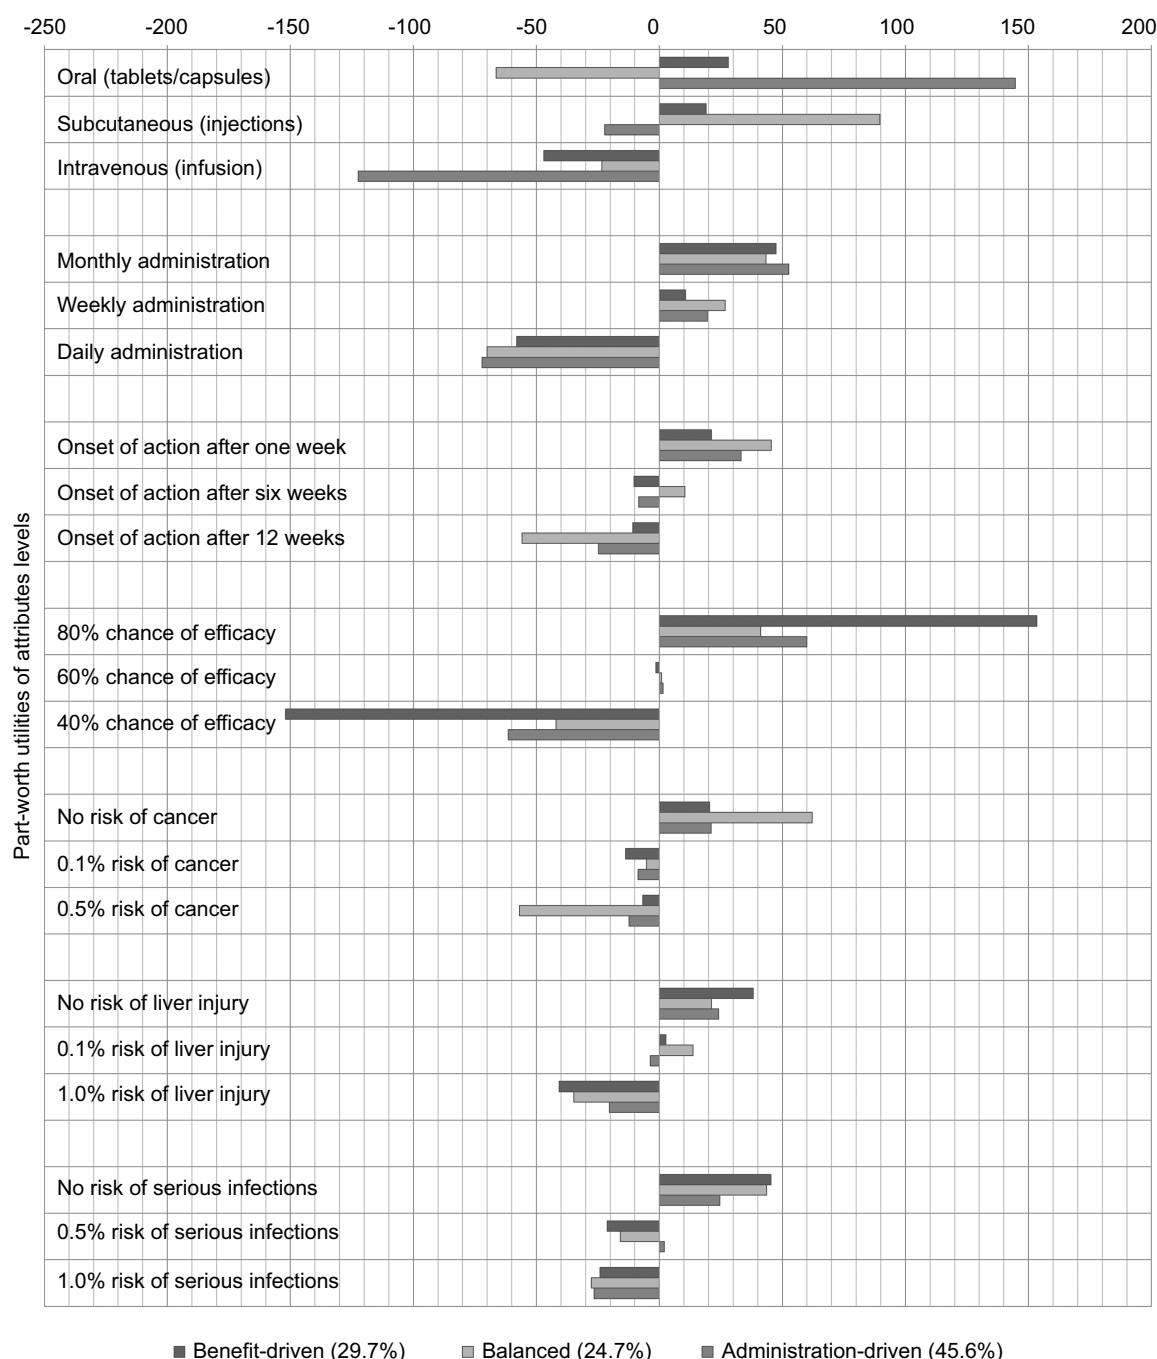 -250 -200 -150 -100 -50 0 50 100 150 200
Oral (tablets/capsules)
Subcutaneous (injections)
Intravenous (infusion)
Monthly administration
Weekly administration
Daily administration
Onset of action after one week
Onset of action after six weeks
Onset of action after 12 weeks
80% chance of efficacy
60% chance of efficacy
40% chance of efficacy
No risk of cancer
0.1% risk of cancer
0.5% risk of cancer
No risk of liver injury
0.1% risk of liver injury
1.0% risk of liver injury
No risk of serious infections
0.5% risk of serious infections
1.0% risk of serious infections
Part-worth utilities of attributes levels
Benefit-driven (29.7%) Balanced (24.7%) Administration-driven (45.6%)